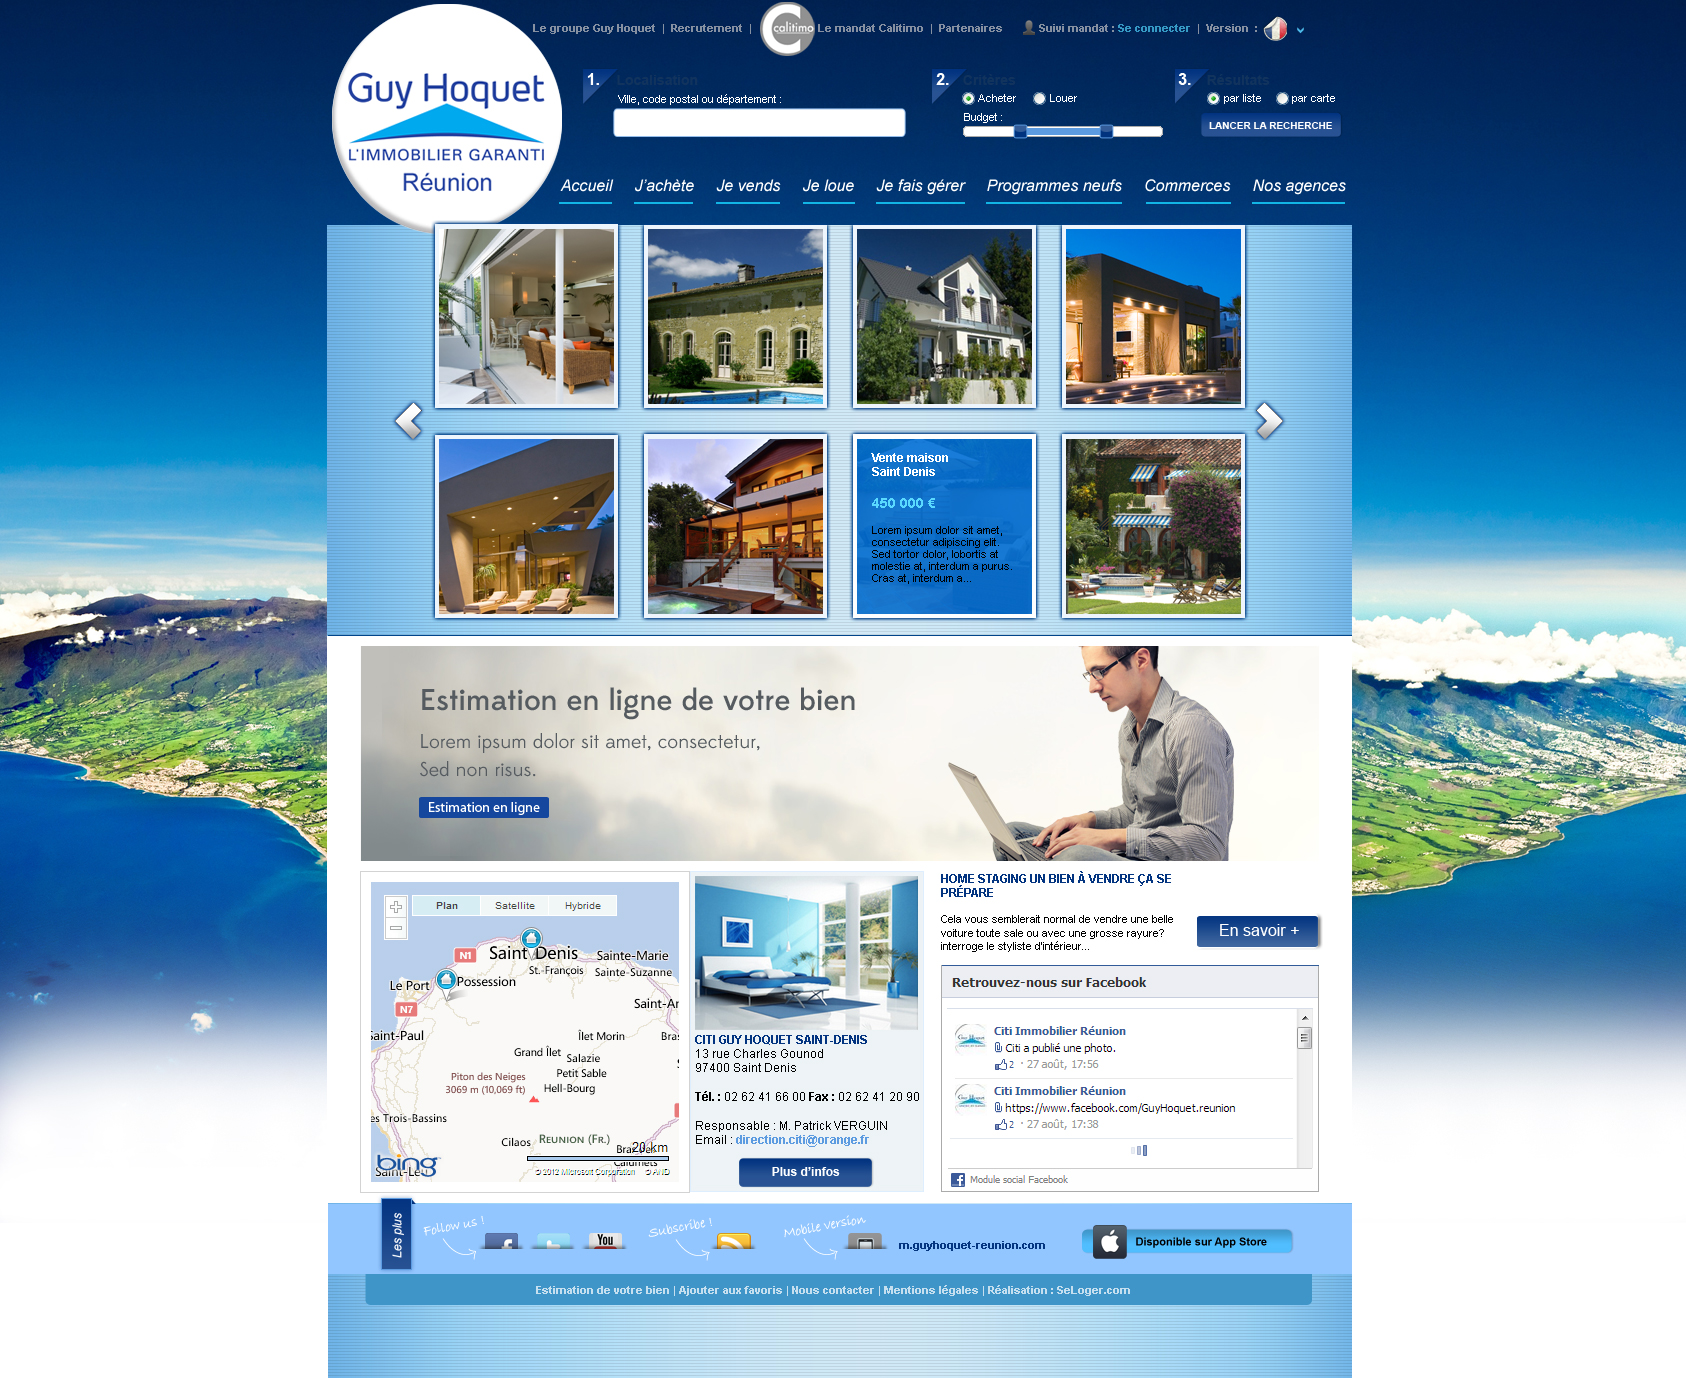 Le groupe Guy Hoquet | Recrutement |
calitimo
Le mandat Calitimo | Partenaires
Suivi mandat : Se connecter | Version :
Guy Hoquet
L'IMMOBILIER GARANTI
Réunion
1. Localisation
Ville, code postal ou département :
2. Critères
Acheter
Louer
Budget :
3. Résultats
par liste
par carte
LANCER LA RECHERCHE
Accueil
J'achète
Je vends
Je loue
Je fais gérer
Programmes neufs
Commerces
Nos agences
Vente maison
Saint Denis
450 000 €
Lorem ipsum dolor sit amet,
consectetur adipiscing elit.
Sed tortor dolor, lobortis at
molestie at, interdum a purus.
Cras at, interdum a...
Estimation en ligne de votre bien
Lorem ipsum dolor sit amet, consectetur,
Sed non risus.
Estimation en ligne
Plan
Satellite
Hybride
N1
Saint Denis
Sainte-Marie
St.-François
Sainte-Suzanne
Le Port
Possession
N7
Saint-Ar
Saint-Paul
Îlet Morin
Bra
Grand Îlet
Salazie
Petit Sable
Piton des Neiges
3069 m (10,069 ft)
Hell-Bourg
es Trois-Bassins
Cilaos
REUNION (FR.)
20 km
Calumets
bing
Saint-Leu
© 2012 Microsoft Corporation © AND
CITI GUY HOQUET SAINT-DENIS
13 rue Charles Gounod
97400 Saint Denis
Tél. : 02 62 41 66 00 Fax : 02 62 41 20 90
Responsable : M. Patrick VERGUIN
Email : direction.citi@orange.fr
Plus d'infos
HOME STAGING UN BIEN À VENDRE ÇA SE
PRÉPARE
Cela vous semblerait normal de vendre une belle
voiture toute sale ou avec une grosse rayure?
interroge le styliste d'intérieur...
En savoir +
Retrouvez-nous sur Facebook
Citi Immobilier Réunion
Citi a publié une photo.
2 · 27 août, 17:56
Citi Immobilier Réunion
https://www.facebook.com/GuyHoquet.reunion
2 · 27 août, 17:38
Module social Facebook
Les plus
Follow us !
You
Subscribe !
Mobile version
m.guyhoquet-reunion.com
Disponible sur App Store
Estimation de votre bien | Ajouter aux favoris | Nous contacter | Mentions légales | Réalisation : SeLoger.com